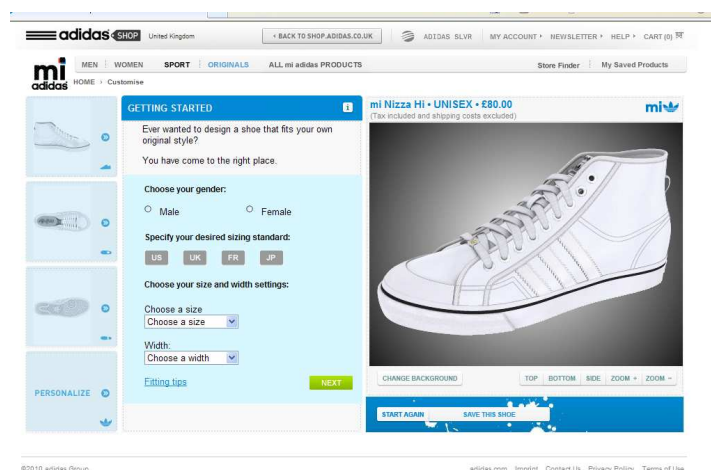 adidas SHOP United Kingdom
‹ BACK TO SHOP.ADIDAS.CO.UK
ADIDAS SLVR
MY ACCOUNT
NEWSLETTER
HELP
CART (0)
mi
adidas
MEN WOMEN SPORT ORIGINALS ALL mi adidas PRODUCTS
Store Finder My Saved Products
HOME › Customise
GETTING STARTED i
Ever wanted to design a shoe that fits your own
original style?
You have come to the right place.
Choose your gender:
Male Female
Specify your desired sizing standard:
US UK FR JP
Choose your size and width settings:
Choose a size
Choose a size
Width:
Choose a width
Fitting tips
NEXT
PERSONALIZE
mi Nizza Hi • UNISEX • £80.00
(Tax included and shipping costs excluded)
mi
CHANGE BACKGROUND
TOP BOTTOM SIDE ZOOM + ZOOM –
START AGAIN SAVE THIS SHOE
©2010 adidas Group
adidas.com Imprint Contact Us Privacy Policy Terms of Use